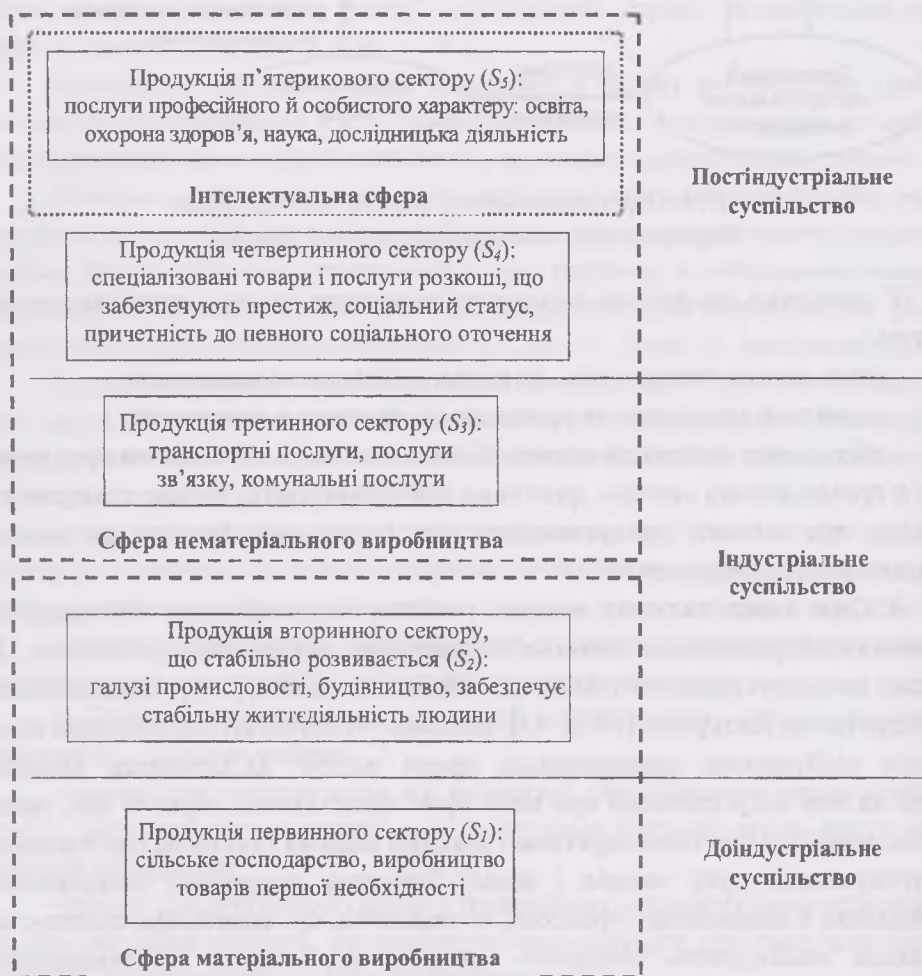 Продукція п’ятерикового сектору (S5):
послуги професійного й особистого характеру: освіта,
охорона здоров’я, наука, дослідницька діяльність
Інтелектуальна сфера
Постіндустріальне
суспільство
Продукція четвертинного сектору (S4):
спеціалізовані товари і послуги розкоші, що
забезпечують престиж, соціальний статус,
причетність до певного соціального оточення
Продукція третинного сектору (S3):
транспортні послуги, послуги
зв’язку, комунальні послуги
Сфера нематеріального виробництва
Індустріальне
суспільство
Продукція вторинного сектору,
що стабільно розвивається (S2):
галузі промисловості, будівництво, забезпечує
стабільну життєдіяльність людини
Продукція первинного сектору (S1):
сільське господарство, виробництво
товарів першої необхідності
Доіндустріальне
суспільство
Сфера матеріального виробництва